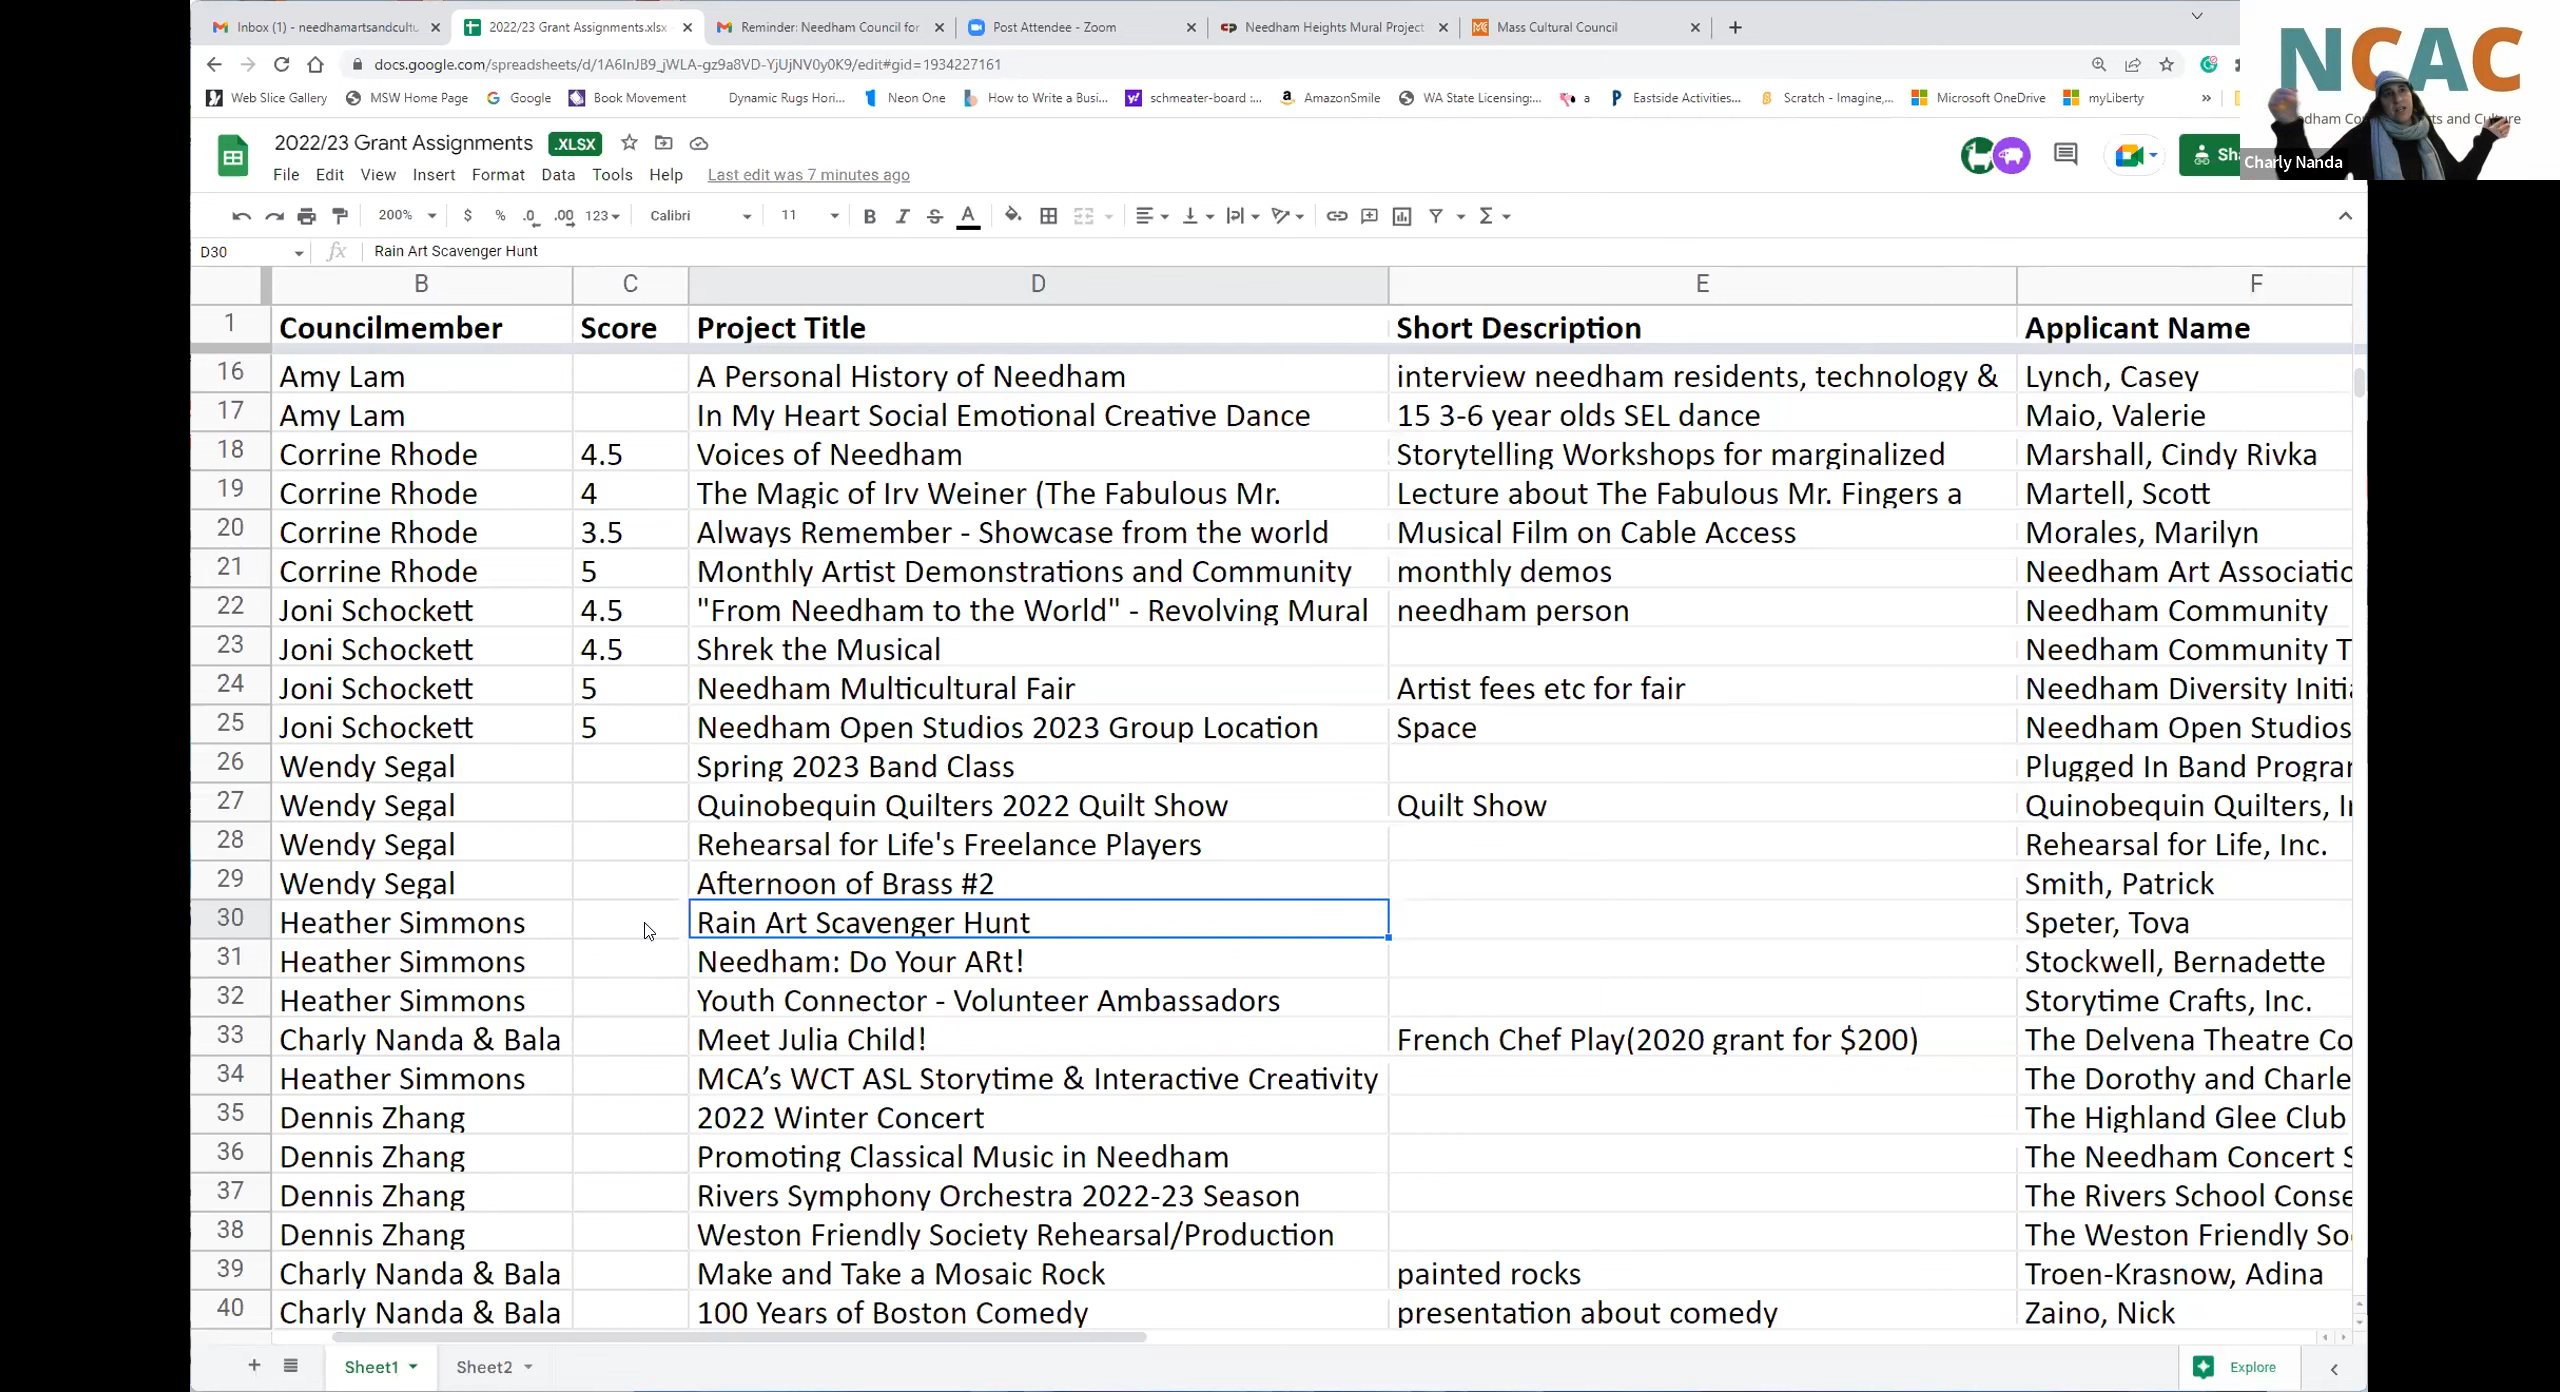 Inbox (1) - needhamartsandcultu
2022/23 Grant Assignments.xlsx
Reminder: Needham Council for
Post Attendee - Zoom
Needham Heights Mural Project
Mass Cultural Council
docs.google.com/spreadsheets/d/1A6InJB9_jWLA-gz9a8VD-YjUjNV0y0K9/edit#gid=1934227161
Web Slice Gallery MSW Home Page Google Book Movement Dynamic Rugs Hori... Neon One How to Write a Busi... schmeater-board :... AmazonSmile WA State Licensing:... a Eastside Activities... Scratch - Imagine,... Microsoft OneDrive myLiberty »
NCAC
Charly Nanda
2022/23 Grant Assignments .XLSX
File Edit View Insert Format Data Tools Help Last edit was 7 minutes ago
200% $ % .0 .00 123 Calibri 11 B I S A
D30 fx Rain Art Scavenger Hunt
B C D E F
1 Councilmember Score Project Title Short Description Applicant Name
16 Amy Lam A Personal History of Needham interview needham residents, technology & Lynch, Casey
17 Amy Lam In My Heart Social Emotional Creative Dance 15 3-6 year olds SEL dance Maio, Valerie
18 Corrine Rhode 4.5 Voices of Needham Storytelling Workshops for marginalized Marshall, Cindy Rivka
19 Corrine Rhode 4 The Magic of Irv Weiner (The Fabulous Mr. Lecture about The Fabulous Mr. Fingers a Martell, Scott
20 Corrine Rhode 3.5 Always Remember - Showcase from the world Musical Film on Cable Access Morales, Marilyn
21 Corrine Rhode 5 Monthly Artist Demonstrations and Community monthly demos Needham Art Associatio
22 Joni Schockett 4.5 "From Needham to the World" - Revolving Mural needham person Needham Community
23 Joni Schockett 4.5 Shrek the Musical Needham Community T
24 Joni Schockett 5 Needham Multicultural Fair Artist fees etc for fair Needham Diversity Initi
25 Joni Schockett 5 Needham Open Studios 2023 Group Location Space Needham Open Studios
26 Wendy Segal Spring 2023 Band Class Plugged In Band Progra
27 Wendy Segal Quinobequin Quilters 2022 Quilt Show Quilt Show Quinobequin Quilters, I
28 Wendy Segal Rehearsal for Life's Freelance Players Rehearsal for Life, Inc.
29 Wendy Segal Afternoon of Brass #2 Smith, Patrick
30 Heather Simmons Rain Art Scavenger Hunt Speter, Tova
31 Heather Simmons Needham: Do Your ARt! Stockwell, Bernadette
32 Heather Simmons Youth Connector - Volunteer Ambassadors Storytime Crafts, Inc.
33 Charly Nanda & Bala Meet Julia Child! French Chef Play(2020 grant for $200) The Delvena Theatre Co
34 Heather Simmons MCA’s WCT ASL Storytime & Interactive Creativity The Dorothy and Charle
35 Dennis Zhang 2022 Winter Concert The Highland Glee Club
36 Dennis Zhang Promoting Classical Music in Needham The Needham Concert S
37 Dennis Zhang Rivers Symphony Orchestra 2022-23 Season The Rivers School Conse
38 Dennis Zhang Weston Friendly Society Rehearsal/Production The Weston Friendly So
39 Charly Nanda & Bala Make and Take a Mosaic Rock painted rocks Troen-Krasnow, Adina
40 Charly Nanda & Bala 100 Years of Boston Comedy presentation about comedy Zaino, Nick
Sheet1 Sheet2 Explore